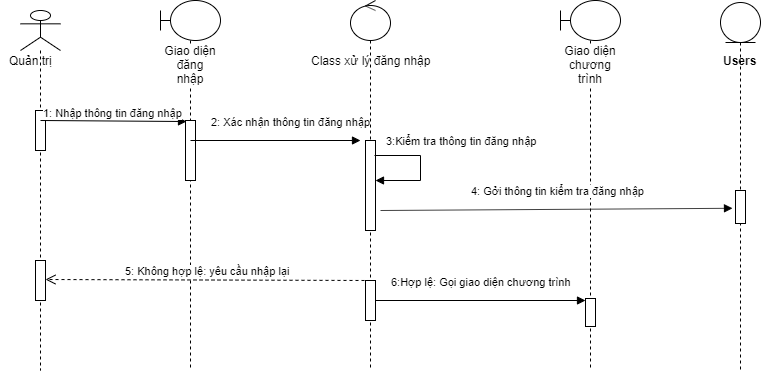 Quản trị
Giao diện
đăng
nhập
Class xử lý đăng nhập
Giao diện
chương
trình
Users
1: Nhập thông tin đăng nhập
2: Xác nhận thông tin đăng nhập
3:Kiểm tra thông tin đăng nhập
4: Gởi thông tin kiểm tra đăng nhập
5: Không hợp lệ: yêu cầu nhập lại
6:Hợp lệ: Gọi giao diện chương trình